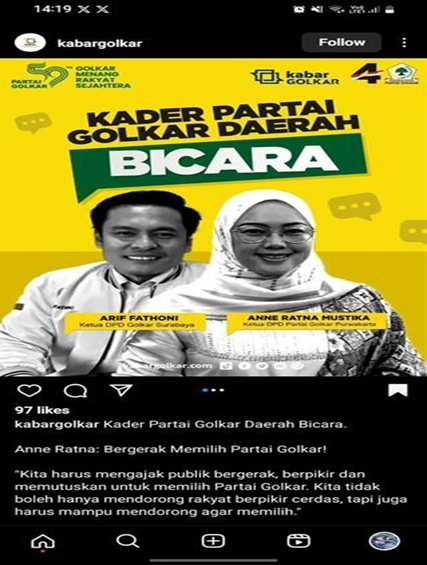 14:19
kabargolkar
Follow
PARTAI GOLKAR 59
GOLKAR MENANG RAKYAT SEJAHTERA
kabar GOLKAR
4
KADER PARTAI
GOLKAR DAERAH
BICARA
ARIF FATHONI
Ketua DPD Golkar Surabaya
ANNE RATNA MUSTIKA
Ketua DPD Partai Golkar Purwakarta
kabargolkar.com
97 likes
kabargolkar Kader Partai Golkar Daerah Bicara.
Anne Ratna: Bergerak Memilih Partai Golkar!
"Kita harus mengajak publik bergerak, berpikir dan
memutuskan untuk memilih Partai Golkar. Kita tidak
boleh hanya mendorong rakyat berpikir cerdas, tapi juga
harus mampu mendorong agar memilih."